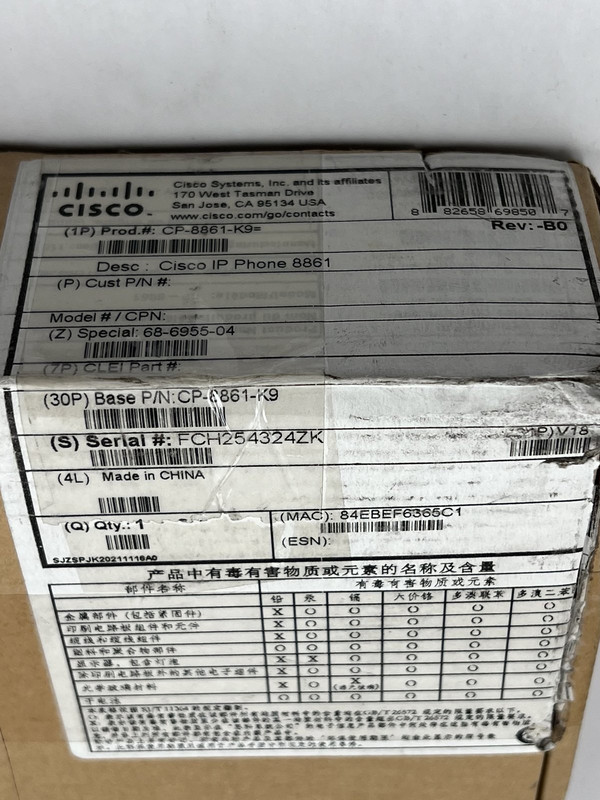 Cisco Systems, Inc. and its affiliates
170 West Tasman Drive
San Jose, CA 95134 USA
www.cisco.com/go/contacts
CISCO
8 82658 69850 7
(1P) Prod.#: CP-8861-K9=
Rev: -B0
Desc : Cisco IP Phone 8861
(P) Cust P/N #:
Model # / CPN:
(Z) Special: 68-6955-04
(7P) CLEI Part #:
(30P) Base P/N:CP-8861-K9
(S) Serial #: FCH254324ZK
V18
(4L) Made in CHINA
(Q) Qty.: 1
(MAC): 84EBEF6365C1
(ESN):
SJZSPJK20211116A0
产品中有毒有害物质或元素的名称及含量
部件名称
有毒有害物质或元素
铅 汞 镉 六价铬 多溴联苯 多溴二苯
金属部件 (包括紧固件) X O O O O O
印刷电路板组件和元件 X O O O O O
缆线和缆线组件 X O O O O O
塑料和聚合物部件 O O O O O O
显示器, 包含灯泡 X X O O O O
除印刷电路板外的其他电子组件 X O O O O O
光学玻璃材料 X O X O O O
干电池